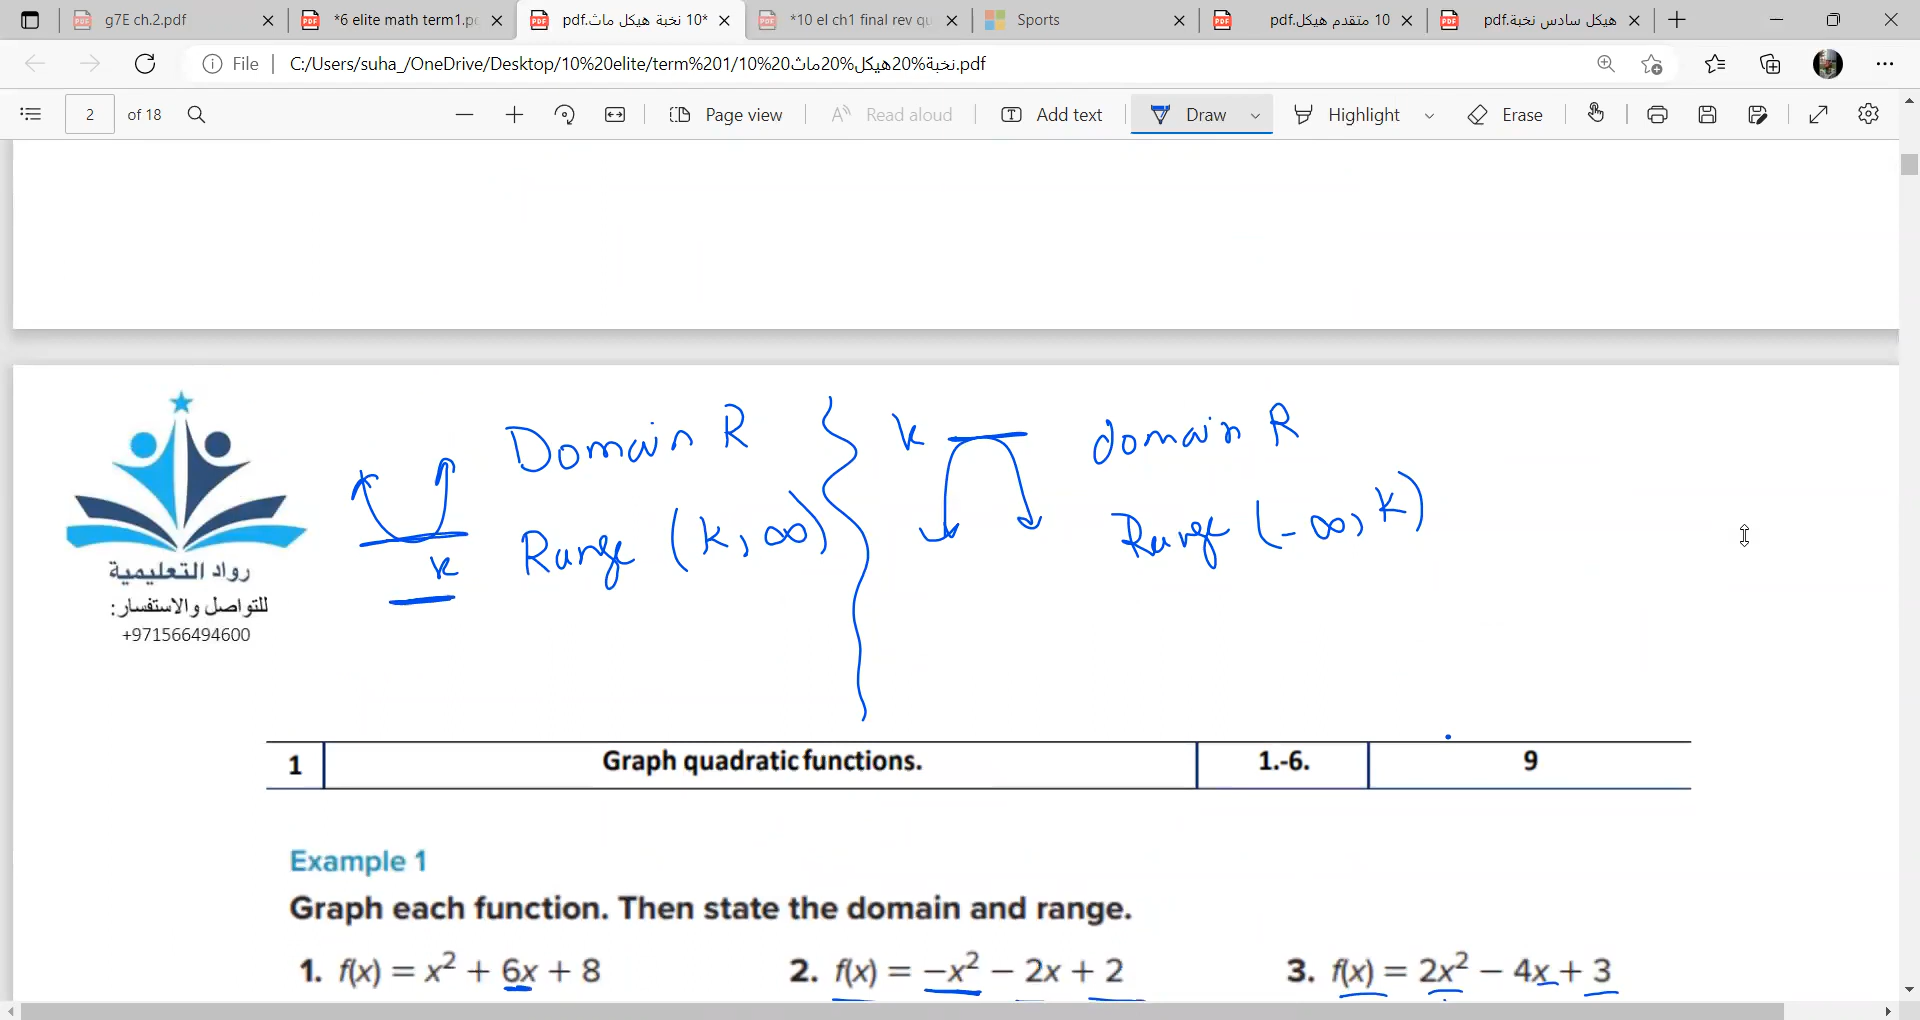 g7E ch.2.pdf
*6 elite math term1.p
*10 نخبة هيكل ماث.pdf
*10 el ch1 final rev qu
Sports
10 متقدم هيكل.pdf
هيكل سادس نخبة.pdf
File
C:/Users/suha_/OneDrive/Desktop/10%20elite/term%201/10%20نخبة%20هيكل%20ماث.pdf
2 of 18
Page view
Read aloud
Add text
Draw
Highlight
Erase
Domain R
k
domain R
Range (k, ∞)
Range (-∞, k)
k
رواد التعليمية
للتواصل والاستفسار:
+971566494600
1 Graph quadratic functions. 1.-6. 9
Example 1
Graph each function. Then state the domain and range.
1. f(x) = x² + 6x + 8 2. f(x) = −x² − 2x + 2 3. f(x) = 2x² − 4x + 3